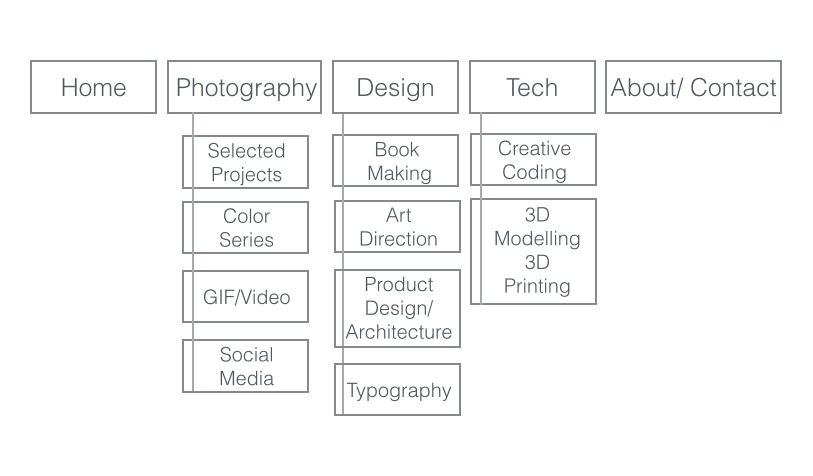 Home
Photography
Design
Tech
About/ Contact
Selected
Projects
Color
Series
GIF/Video
Social
Media
Book
Making
Art
Direction
Product
Design/
Architecture
Typography
Creative
Coding
3D
Modelling
3D
Printing